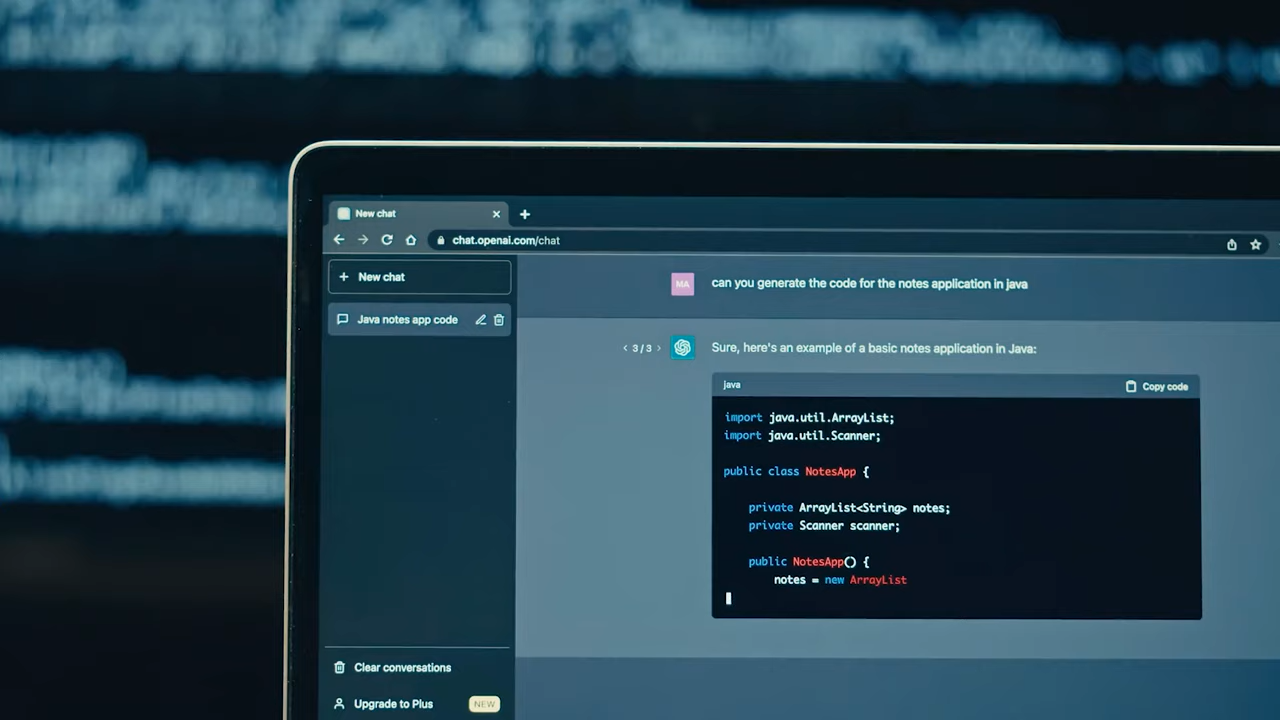 New chat
chat.openai.com/chat
New chat
Java notes app code
MA
can you generate the code for the notes application in java
3 / 3
Sure, here's an example of a basic notes application in Java:
java
Copy code
import java.util.ArrayList;
import java.util.Scanner;
public class NotesApp {
private ArrayList<String> notes;
private Scanner scanner;
public NotesApp() {
notes = new ArrayList
Clear conversations
Upgrade to Plus
NEW